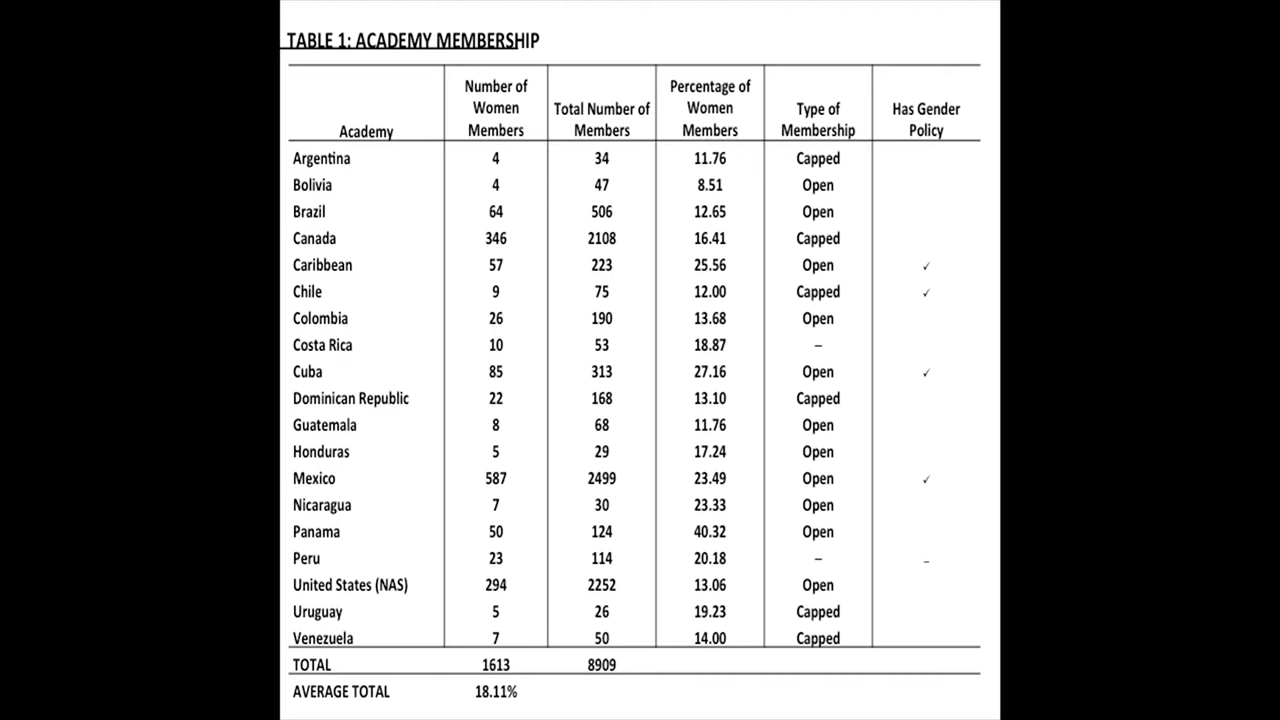 TABLE 1: ACADEMY MEMBERSHIP
Academy Number of Women Members Total Number of Members Percentage of Women Members Type of Membership Has Gender Policy
Argentina 4 34 11.76 Capped
Bolivia 4 47 8.51 Open
Brazil 64 506 12.65 Open
Canada 346 2108 16.41 Capped
Caribbean 57 223 25.56 Open ✓
Chile 9 75 12.00 Capped ✓
Colombia 26 190 13.68 Open
Costa Rica 10 53 18.87 –
Cuba 85 313 27.16 Open ✓
Dominican Republic 22 168 13.10 Capped
Guatemala 8 68 11.76 Open
Honduras 5 29 17.24 Open
Mexico 587 2499 23.49 Open ✓
Nicaragua 7 30 23.33 Open
Panama 50 124 40.32 Open
Peru 23 114 20.18 – –
United States (NAS) 294 2252 13.06 Open
Uruguay 5 26 19.23 Capped
Venezuela 7 50 14.00 Capped
TOTAL 1613 8909
AVERAGE TOTAL 18.11%